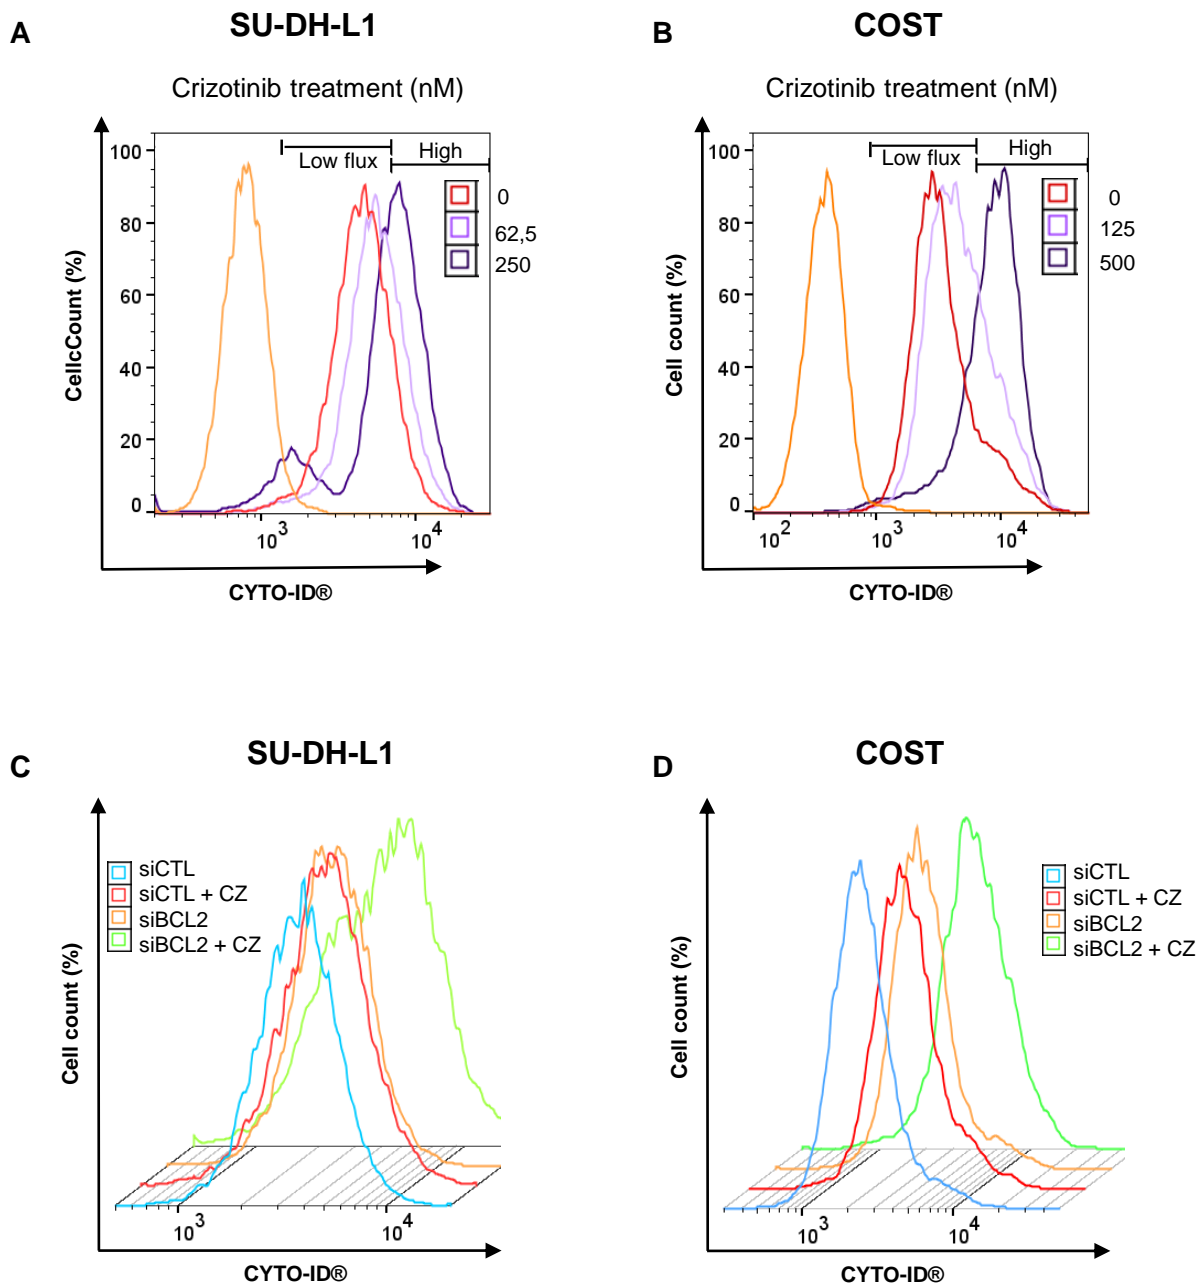 A
SU-DH-L1
Crizotinib treatment (nM)
100
80
60
40
20
0
CellcCount (%)
Low flux
High
0
62,5
250
10^3
10^4
CYTO-ID®
B
COST
Crizotinib treatment (nM)
100
80
60
40
20
0
Cell count (%)
Low flux
High
0
125
500
10^2
10^3
10^4
CYTO-ID®
C
SU-DH-L1
siCTL
siCTL + CZ
siBCL2
siBCL2 + CZ
Cell count (%)
10^3
10^4
CYTO-ID®
D
COST
siCTL
siCTL + CZ
siBCL2
siBCL2 + CZ
Cell count (%)
10^3
10^4
CYTO-ID®